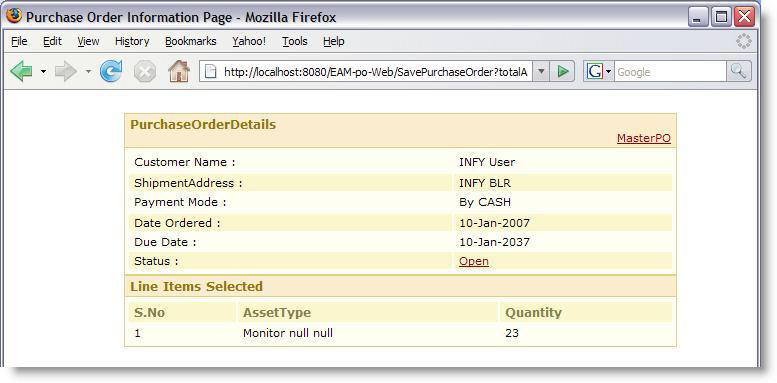 Purchase Order Information Page - Mozilla Firefox
File Edit View History Bookmarks Yahoo! Tools Help
http://localhost:8080/EAM-po-Web/SavePurchaseOrder?totalA
G Google
PurchaseOrderDetails
MasterPO
Customer Name : INFY User
ShipmentAddress : INFY BLR
Payment Mode : By CASH
Date Ordered : 10-Jan-2007
Due Date : 10-Jan-2037
Status : Open
Line Items Selected
S.No AssetType Quantity
1 Monitor null null 23